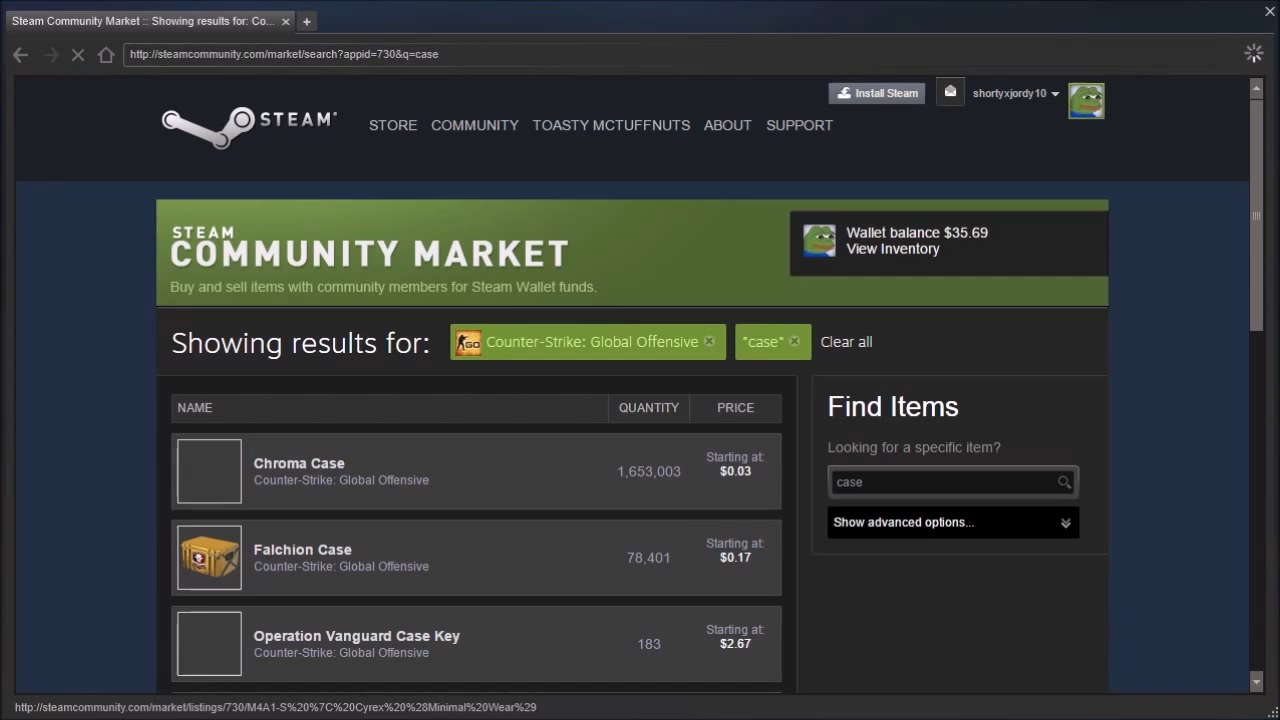 Steam Community Market :: Showing results for: Co...
http://steamcommunity.com/market/search?appid=730&q=case
Install Steam
shortyxjordy10
STEAM
STORE COMMUNITY TOASTY MCTUFFNUTS ABOUT SUPPORT
STEAM
COMMUNITY MARKET
Buy and sell items with community members for Steam Wallet funds.
Wallet balance $35.69
View Inventory
Showing results for: GO Counter-Strike: Global Offensive "case" Clear all
NAME QUANTITY PRICE
Chroma Case
Counter-Strike: Global Offensive
1,653,003
Starting at:
$0.03
Falchion Case
Counter-Strike: Global Offensive
78,401
Starting at:
$0.17
Operation Vanguard Case Key
Counter-Strike: Global Offensive
183
Starting at:
$2.67
Find Items
Looking for a specific item?
case
Show advanced options...
http://steamcommunity.com/market/listings/730/M4A1-S%20%7C%20Cyrex%20%28Minimal%20Wear%29